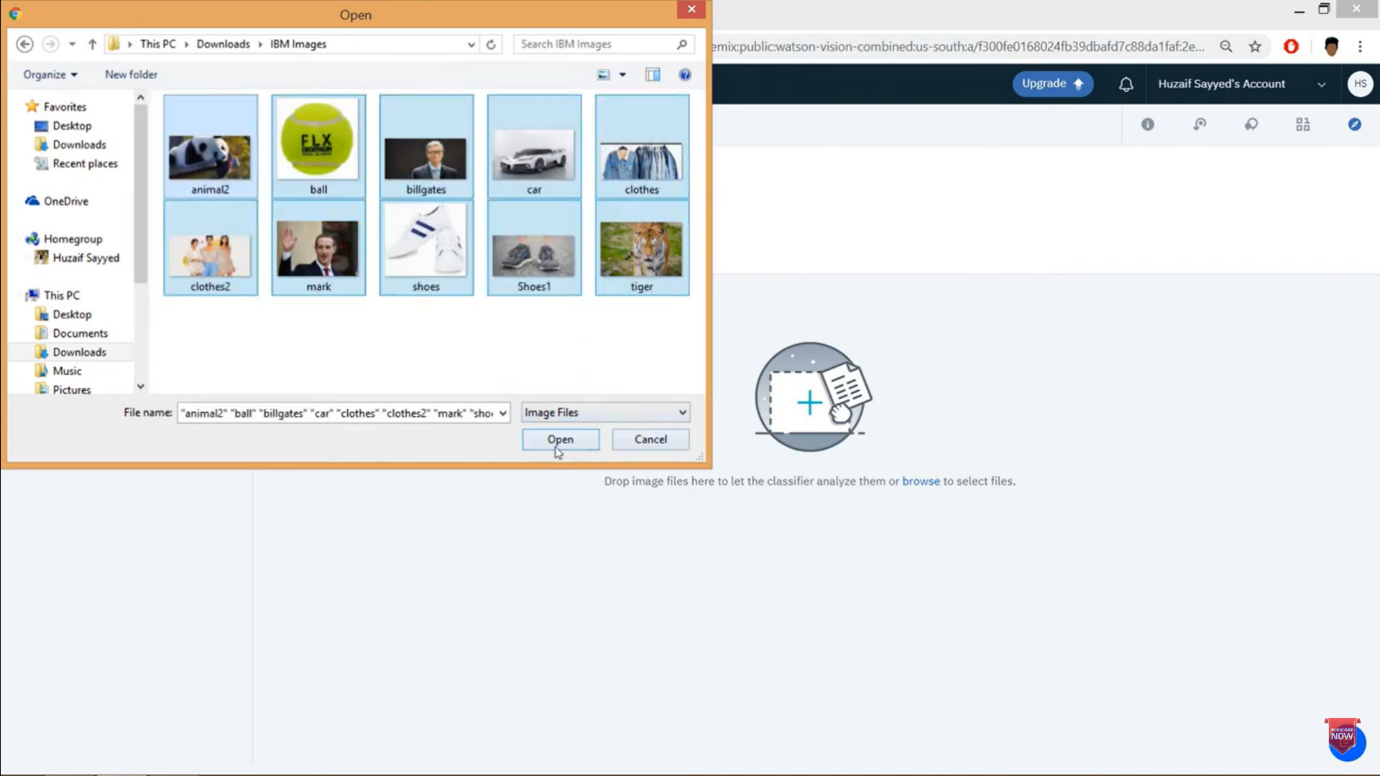 Open
This PC
Downloads
IBM Images
Search IBM Images
emix:public:watson-vision-combined:us-south:a/f300fe0168024fb39dbafd7c88da1faf:2e...
Organize
New folder
Upgrade
Huzaif Sayyed's Account
HS
Favorites
Desktop
Downloads
Recent places
OneDrive
Homegroup
Huzaif Sayyed
This PC
Desktop
Documents
Downloads
Music
Pictures
FLX
animal2
ball
billgates
car
clothes
clothes2
mark
shoes
Shoes1
tiger
File name:
"animal2" "ball" "billgates" "car" "clothes" "clothes2" "mark" "shoe
Image Files
Open
Cancel
Drop image files here to let the classifier analyze them or browse to select files.
NOW